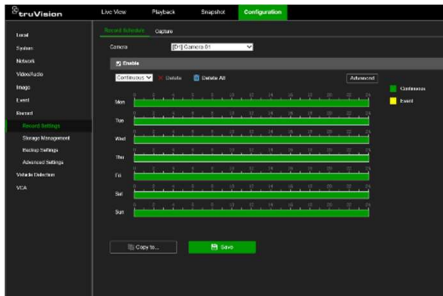 truVision
Live View Playback Snapshot Configuration
Local
System
Network
Video/Audio
Image
Event
Record
Record Settings
Storage Management
Backup Settings
Advanced Settings
Vehicle Detection
VCA
Record Schedule Capture
Camera [D1] Camera 01
Enable
Continuous Delete Delete All Advanced
Continuous
Event
Mon
Tue
Wed
Thu
Fri
Sat
Sun
Copy to... Save